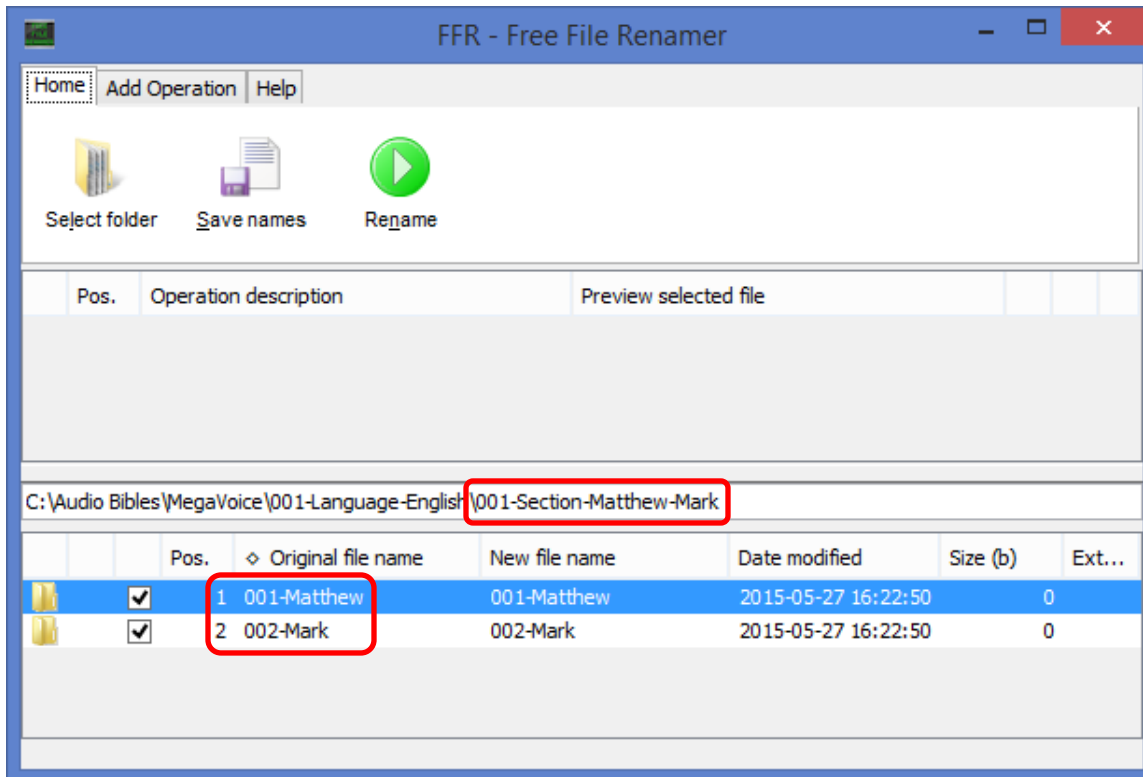 FFR - Free File Renamer
Home Add Operation Help
Select folder Save names Rename
Pos. Operation description Preview selected file
C:\Audio Bibles\MegaVoice\001-Language-English\001-Section-Matthew-Mark
Pos. Original file name New file name Date modified Size (b) Ext...
1 001-Matthew 001-Matthew 2015-05-27 16:22:50 0
2 002-Mark 002-Mark 2015-05-27 16:22:50 0